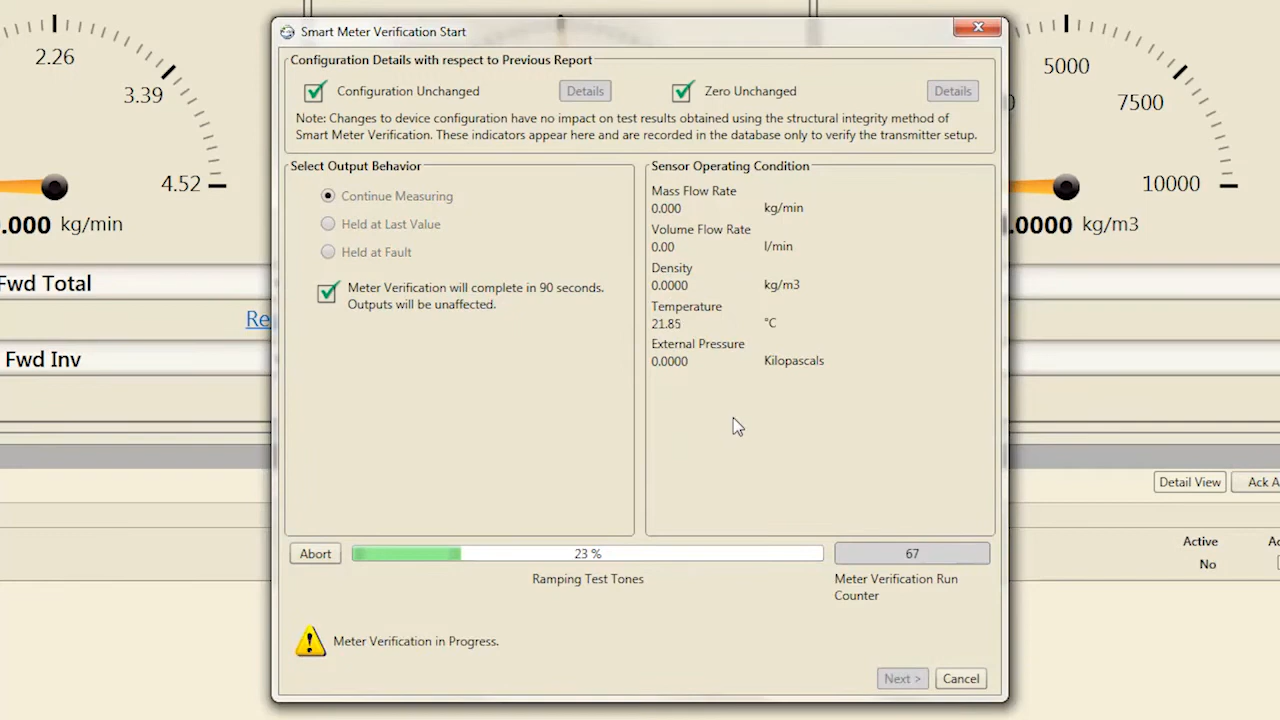 Smart Meter Verification Start
Configuration Details with respect to Previous Report
Configuration Unchanged
Details
Zero Unchanged
Details
Note: Changes to device configuration have no impact on test results obtained using the structural integrity method of
Smart Meter Verification. These indicators appear here and are recorded in the database only to verify the transmitter setup.
Select Output Behavior
Continue Measuring
Held at Last Value
Held at Fault
Meter Verification will complete in 90 seconds.
Outputs will be unaffected.
Sensor Operating Condition
Mass Flow Rate
0.000 kg/min
Volume Flow Rate
0.00 l/min
Density
0.0000 kg/m3
Temperature
21.85 °C
External Pressure
0.0000 Kilopascals
Abort
23 %
67
Ramping Test Tones
Meter Verification Run
Counter
Meter Verification in Progress.
Next >
Cancel
2.26
3.39
4.52
.000 kg/min
Fwd Total
Re
Fwd Inv
5000
7500
10000
.0000 kg/m3
Detail View
Ack A
Active
No